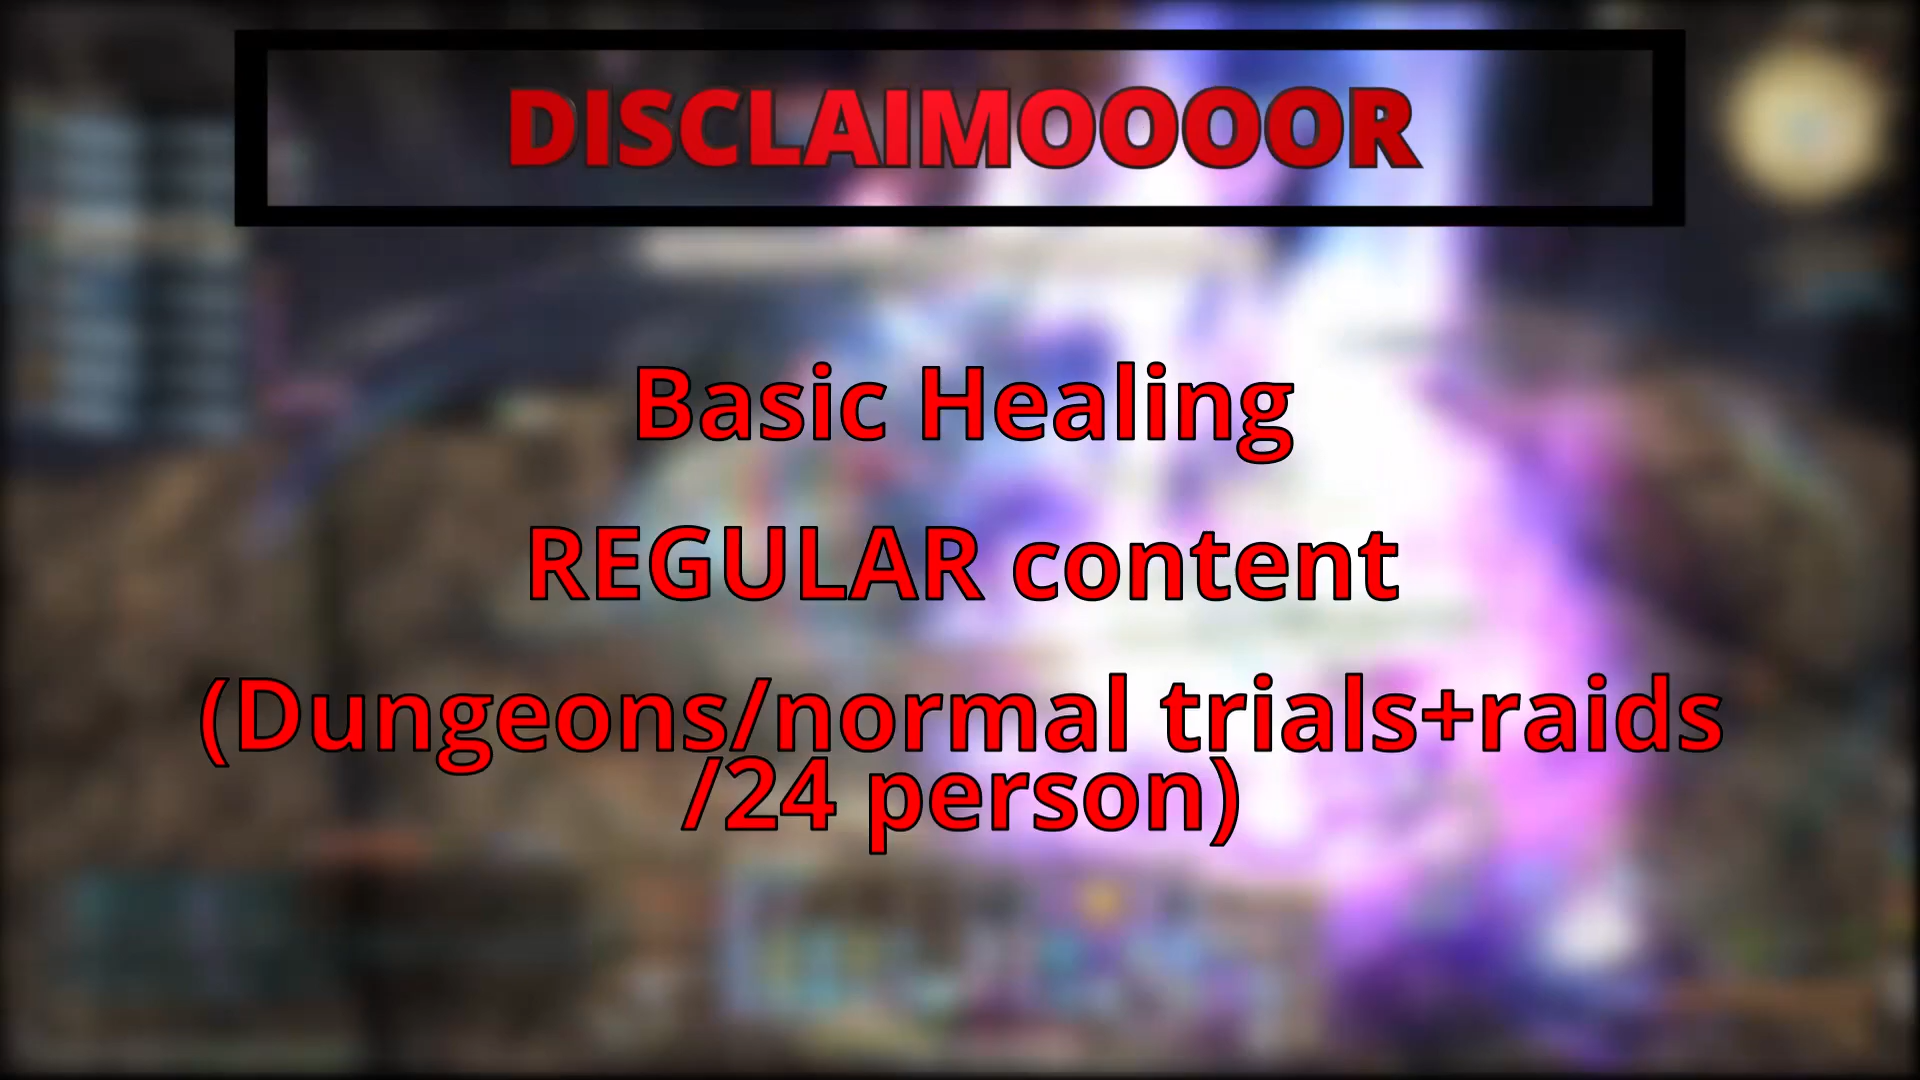 DISCLAIMOOOOR
Basic Healing
REGULAR content
(Dungeons/normal trials+raids
/24 person)